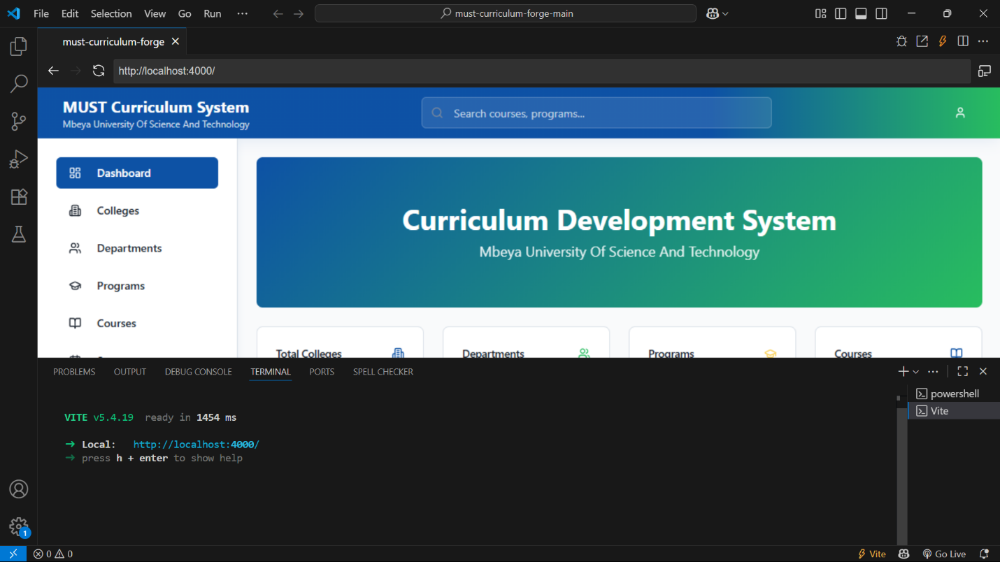 File Edit Selection View Go Run ··· must-curriculum-forge-main
must-curriculum-forge
http://localhost:4000/
MUST Curriculum System
Mbeya University Of Science And Technology
Search courses, programs...
Dashboard
Colleges
Departments
Programs
Courses
Curriculum Development System
Mbeya University Of Science And Technology
Total Colleges Departments Programs Courses
PROBLEMS OUTPUT DEBUG CONSOLE TERMINAL PORTS SPELL CHECKER
powershell
Vite
VITE v5.4.19 ready in 1454 ms
➜ Local: http://localhost:4000/
➜ press h + enter to show help
1
0 0 Vite Go Live